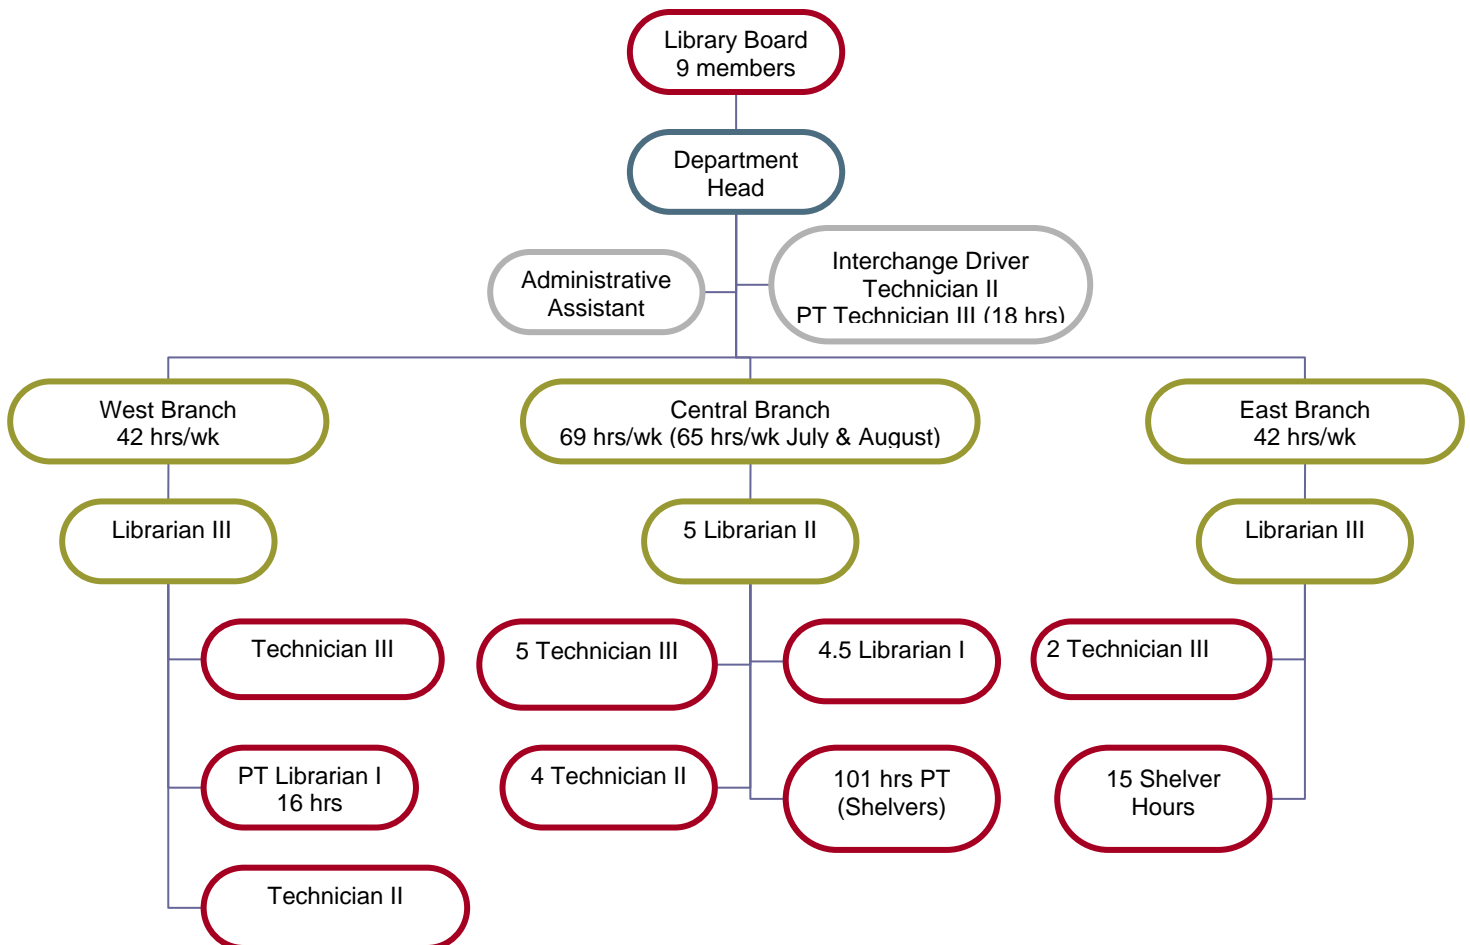 Library Board
9 members
Department
Head
Administrative
Assistant
Interchange Driver
Technician II
PT Technician III (18 hrs)
West Branch
42 hrs/wk
Central Branch
69 hrs/wk (65 hrs/wk July & August)
East Branch
42 hrs/wk
Librarian III
5 Librarian II
Librarian III
Technician III
5 Technician III
4.5 Librarian I
2 Technician III
PT Librarian I
16 hrs
4 Technician II
101 hrs PT
(Shelvers)
15 Shelver
Hours
Technician II